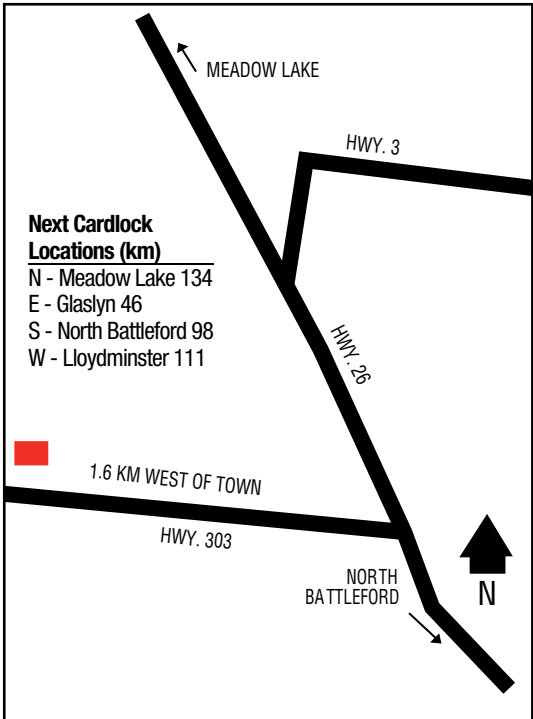 MEADOW LAKE
HWY. 3
Next Cardlock
Locations (km)
N - Meadow Lake 134
E - Glaslyn 46
S - North Battleford 98
W - Lloydminster 111
HWY. 26
1.6 KM WEST OF TOWN
HWY. 303
NORTH
BATTLEFORD
N